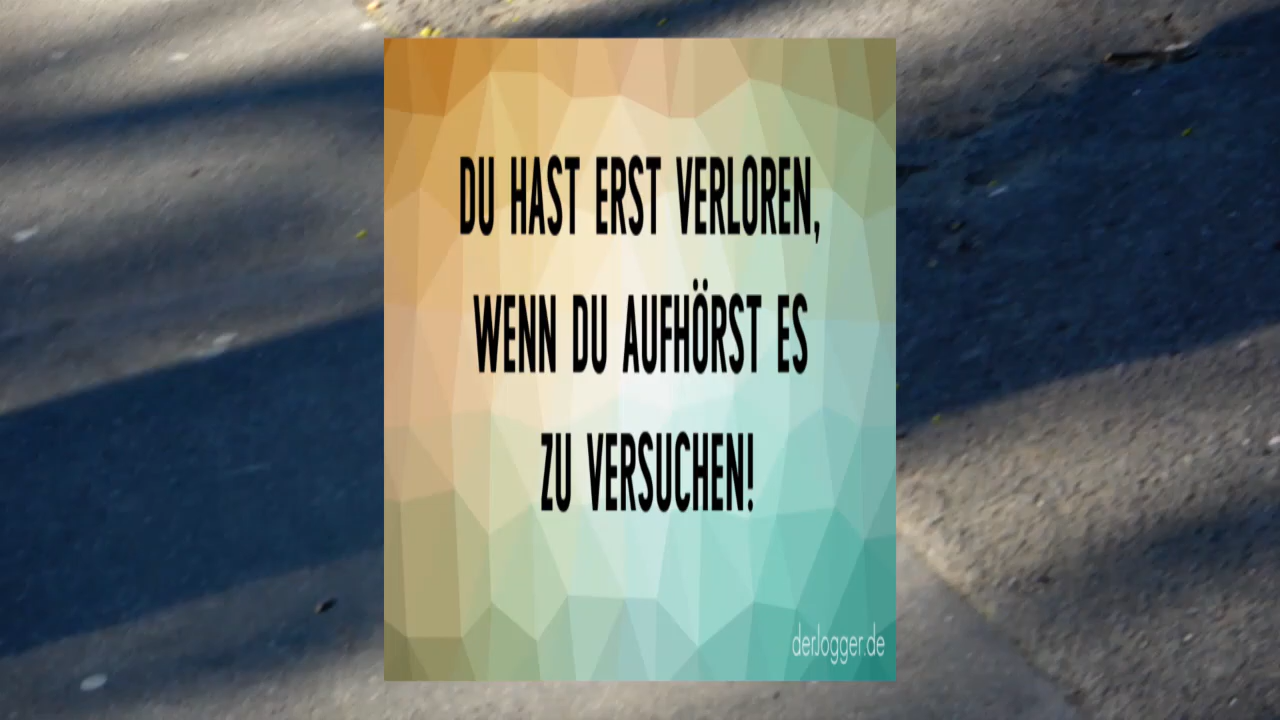 DU HAST ERST VERLOREN,
WENN DU AUFHÖRST ES
ZU VERSUCHEN!
derJogger.de